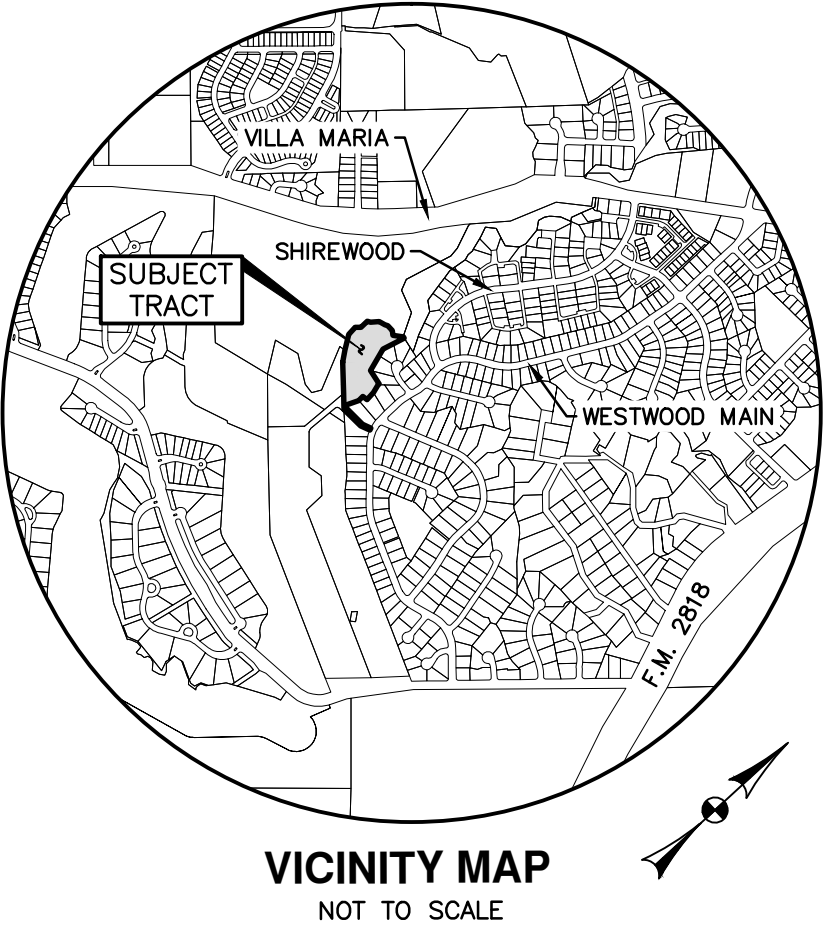 VILLA MARIA
SHIREWOOD
SUBJECT
TRACT
WESTWOOD MAIN
F.M. 2818
VICINITY MAP
NOT TO SCALE